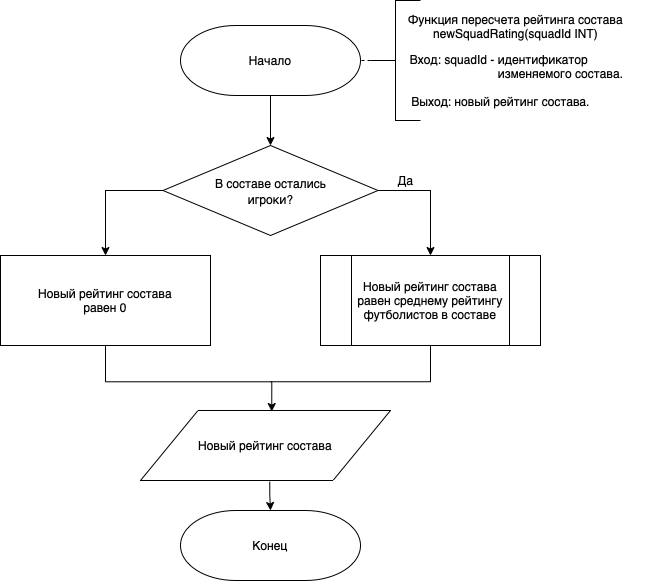 Функция пересчета рейтинга состава
newSquadRating(squadId INT)
Вход: squadId - идентификатор
изменяемого состава.
Выход: новый рейтинг состава.
Начало
В составе остались
игроки?
Да
Новый рейтинг состава
равен 0
Новый рейтинг состава
равен среднему рейтингу
футболистов в составе
Новый рейтинг состава
Конец